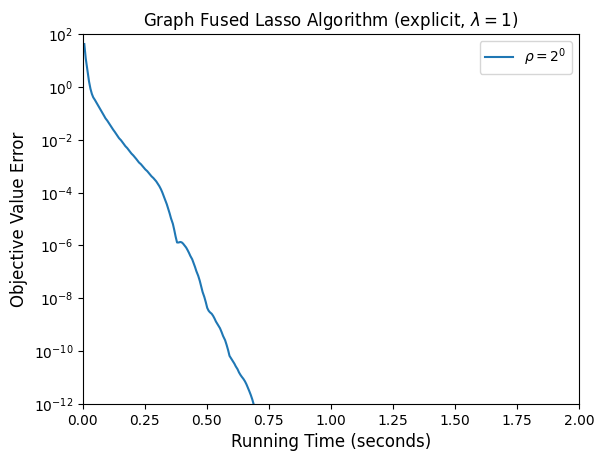 Graph Fused Lasso Algorithm (explicit, λ = 1)
ρ = 2⁰
Objective Value Error
10²
10⁰
10⁻²
10⁻⁴
10⁻⁶
10⁻⁸
10⁻¹⁰
10⁻¹²
0.00 0.25 0.50 0.75 1.00 1.25 1.50 1.75 2.00
Running Time (seconds)